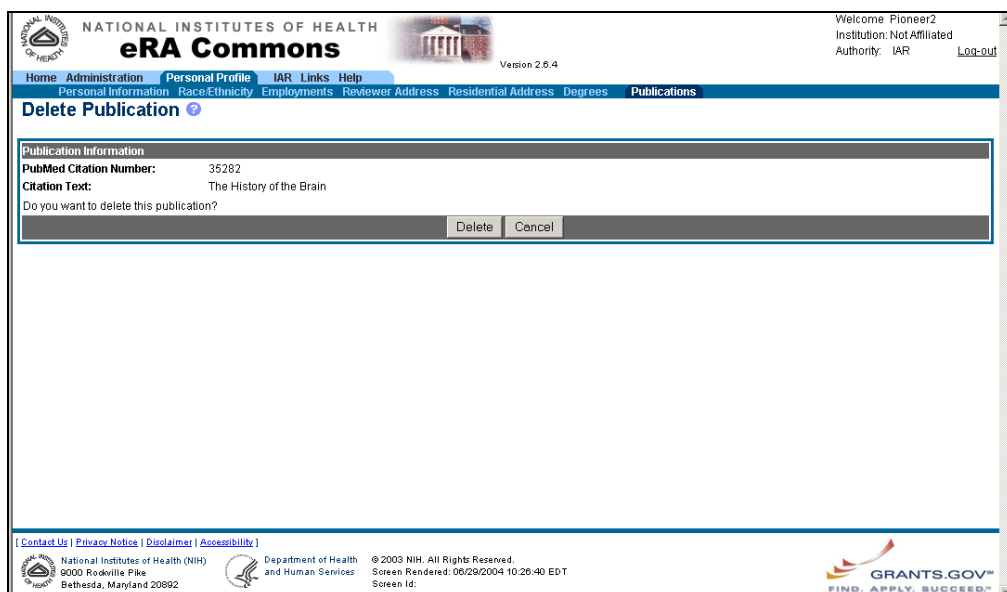 NATIONAL INSTITUTES OF HEALTH
eRA Commons
Version 2.6.4
Welcome Pioneer2
Institution: Not Affiliated
Authority: IAR Log-out
Home Administration Personal Profile IAR Links Help
Personal Information Race/Ethnicity Employments Reviewer Address Residential Address Degrees Publications
Delete Publication ?
Publication Information
PubMed Citation Number: 35282
Citation Text: The History of the Brain
Do you want to delete this publication?
Delete Cancel
[ Contact Us | Privacy Notice | Disclaimer | Accessibility ]
National Institutes of Health (NIH)
9000 Rockville Pike
Bethesda, Maryland 20892
Department of Health
and Human Services
© 2003 NIH. All Rights Reserved.
Screen Rendered: 06/29/2004 10:26:40 EDT
Screen Id:
GRANTS.GOV℠
FIND. APPLY. SUCCEED.℠